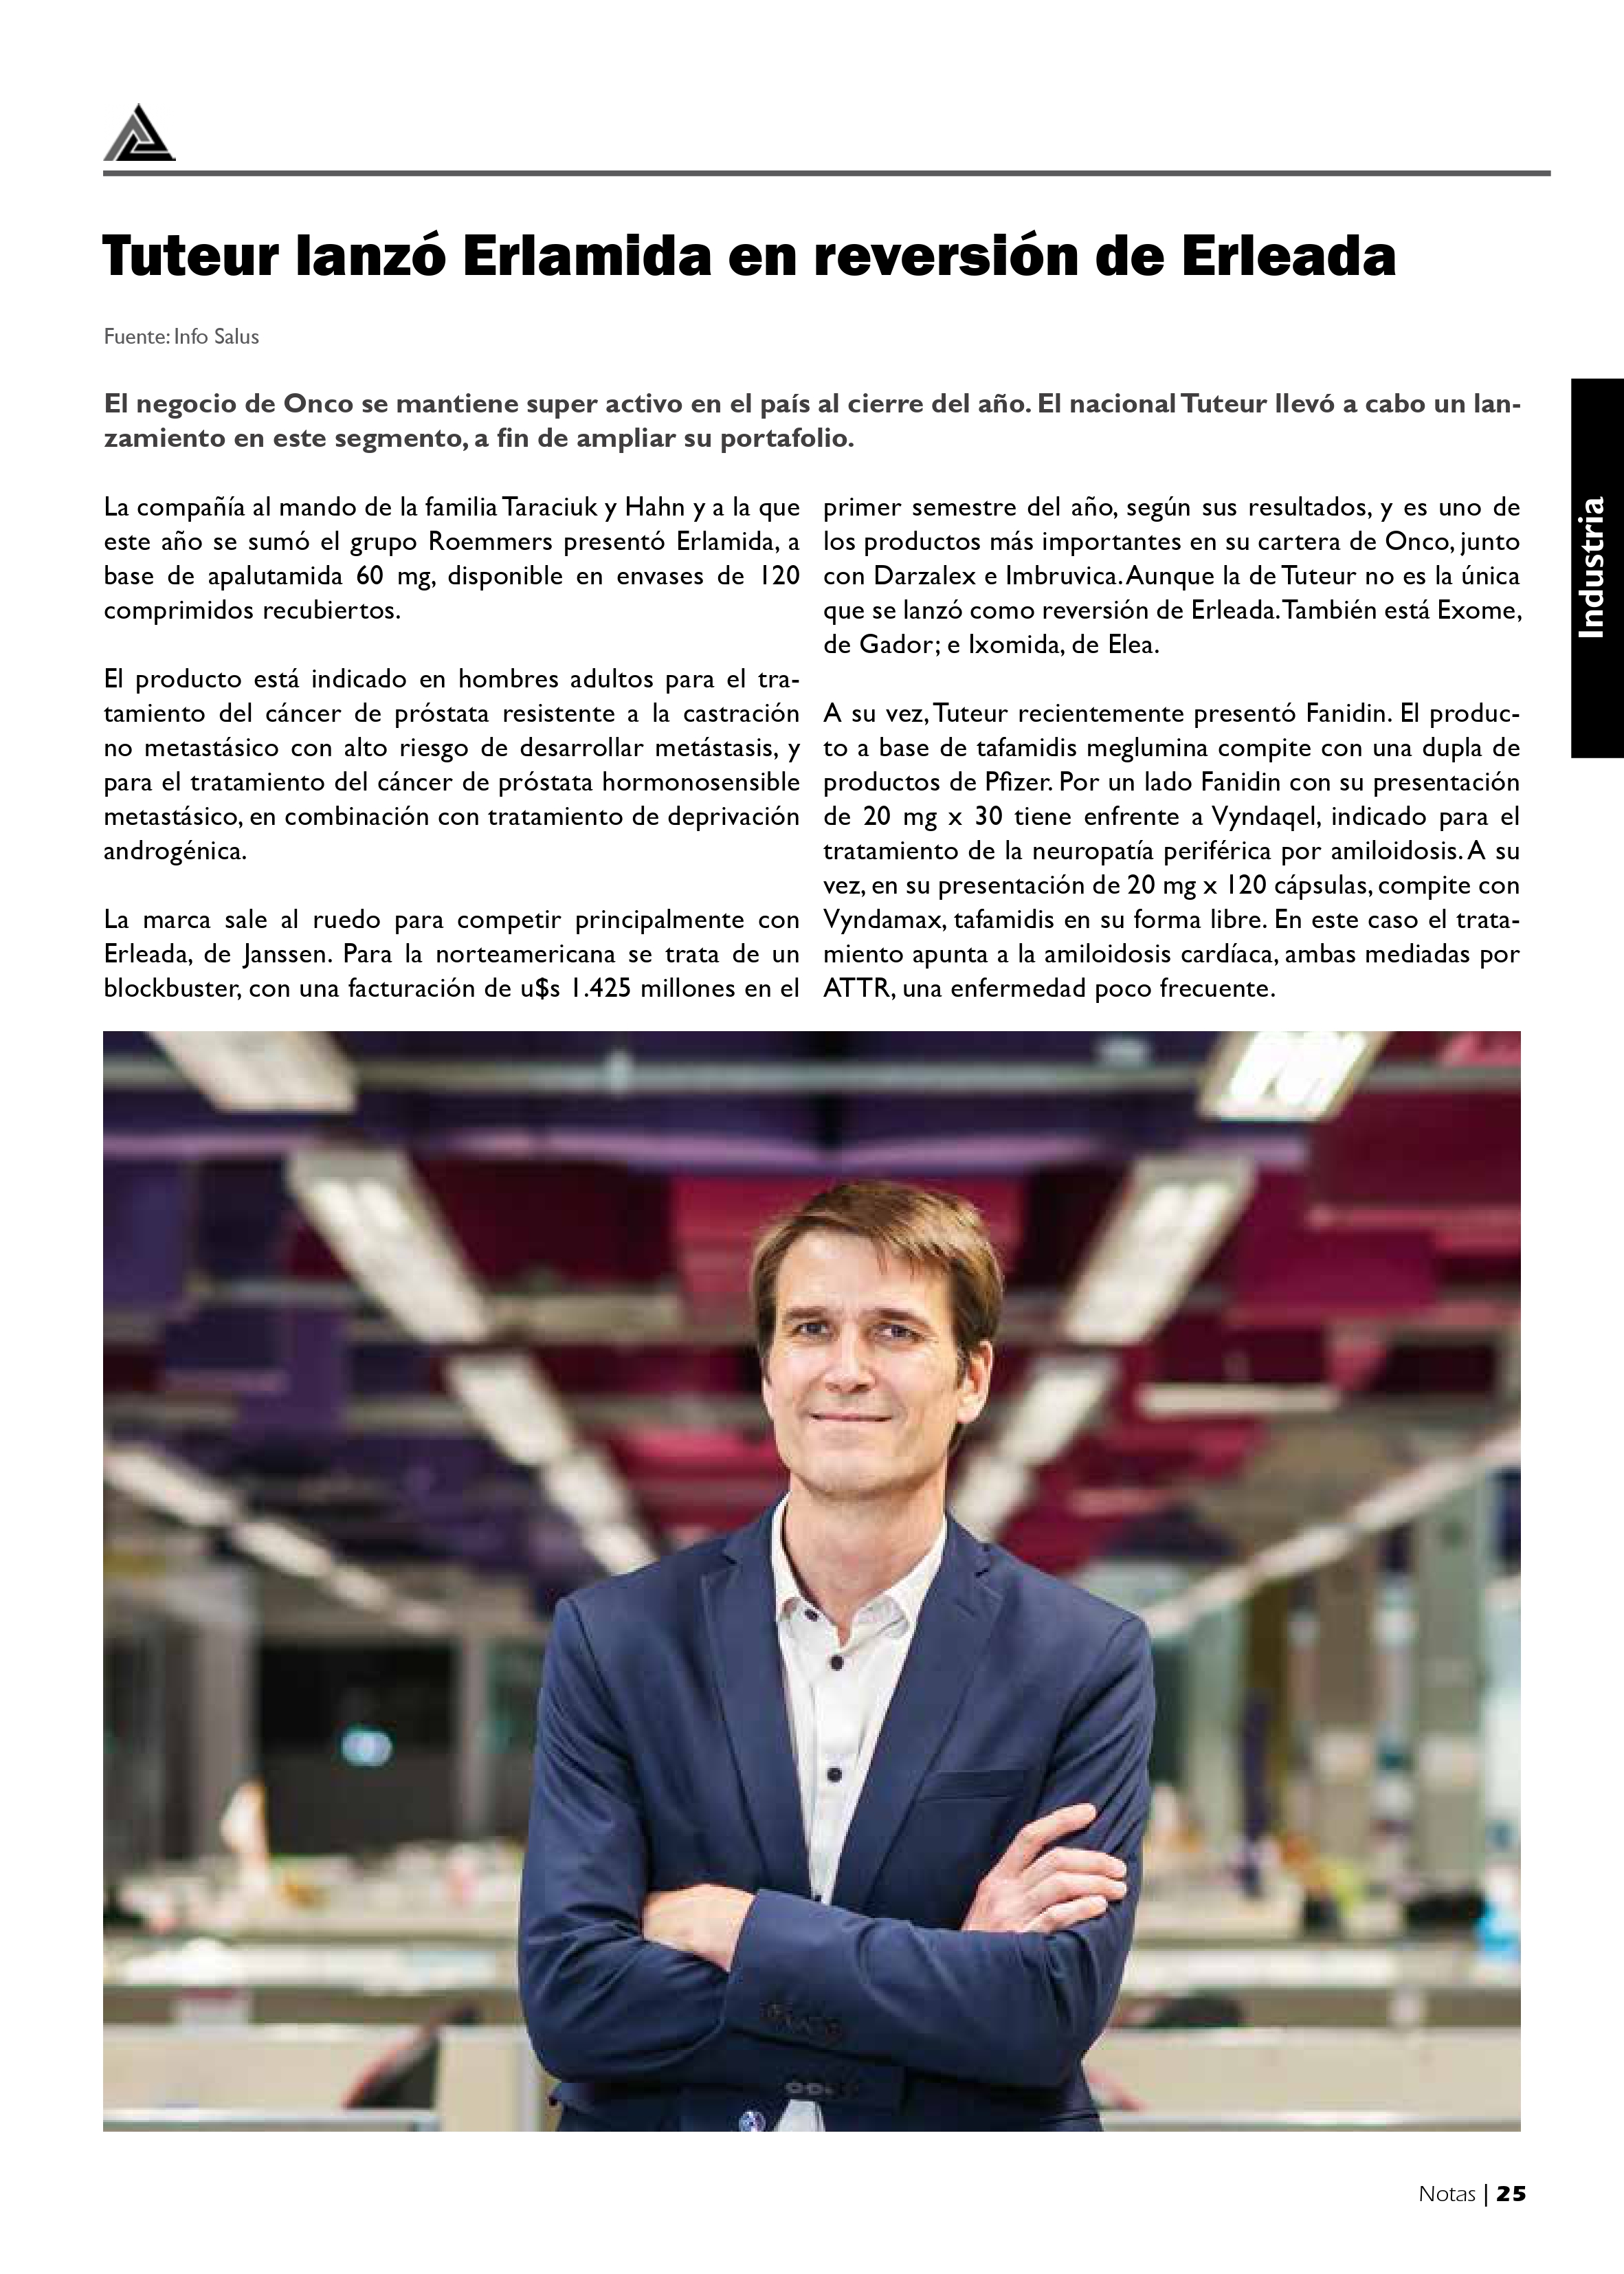 Tuteur lanzó Erlamida en reversión de Erleada
Fuente: Info Salus
El negocio de Onco se mantiene super activo en el país al cierre del año. El nacional Tuteur llevó a cabo un lan-
zamiento en este segmento, a fin de ampliar su portafolio.
La compañía al mando de la familia Taraciuk y Hahn y a la que
este año se sumó el grupo Roemmers presentó Erlamida, a
base de apalutamida 60 mg, disponible en envases de 120
comprimidos recubiertos.
El producto está indicado en hombres adultos para el tra-
tamiento del cáncer de próstata resistente a la castración
no metastásico con alto riesgo de desarrollar metástasis, y
para el tratamiento del cáncer de próstata hormonosensible
metastásico, en combinación con tratamiento de deprivación
androgénica.
La marca sale al ruedo para competir principalmente con
Erleada, de Janssen. Para la norteamericana se trata de un
blockbuster, con una facturación de u$s 1.425 millones en el
primer semestre del año, según sus resultados, y es uno de
los productos más importantes en su cartera de Onco, junto
con Darzalex e Imbruvica. Aunque la de Tuteur no es la única
que se lanzó como reversión de Erleada. También está Exome,
de Gador; e Ixomida, de Elea.
A su vez, Tuteur recientemente presentó Fanidin. El produc-
to a base de tafamidis meglumina compite con una dupla de
productos de Pfizer. Por un lado Fanidin con su presentación
de 20 mg x 30 tiene enfrente a Vyndaqel, indicado para el
tratamiento de la neuropatía periférica por amiloidosis. A su
vez, en su presentación de 20 mg x 120 cápsulas, compite con
Vyndamax, tafamidis en su forma libre. En este caso el trata-
miento apunta a la amiloidosis cardíaca, ambas mediadas por
ATTR, una enfermedad poco frecuente.
Industria
Notas | 25